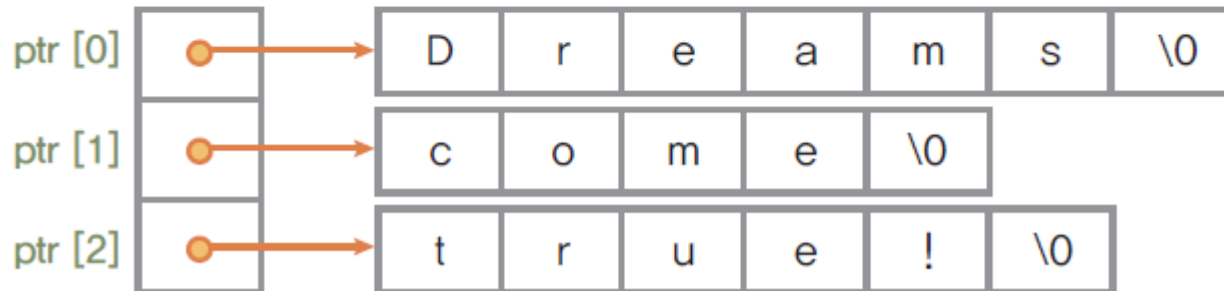 ptr [0] D r e a m s \0
ptr [1] c o m e \0
ptr [2] t r u e ! \0